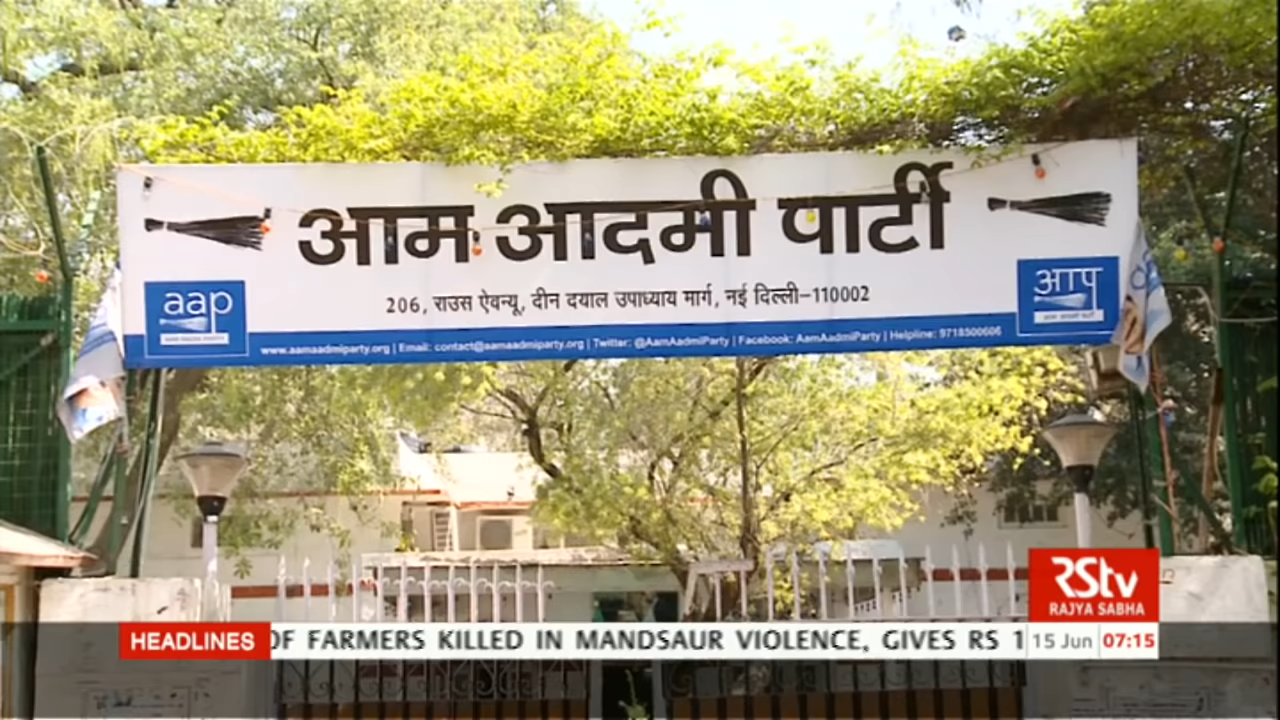 आम आदमी पार्टी
aap
आप
206, राउस ऐवन्यू, दीन दयाल उपाध्याय मार्ग, नई दिल्ली-110002
www.aamaadmiparty.org | Email: contact@aamaadmiparty.org | Twitter: @AamAadmiParty | Facebook: AamAadmiParty | Helpline: 9718500606
RStv
RAJYA SABHA
HEADLINES OF FARMERS KILLED IN MANDSAUR VIOLENCE, GIVES RS 1 15 Jun 07:15